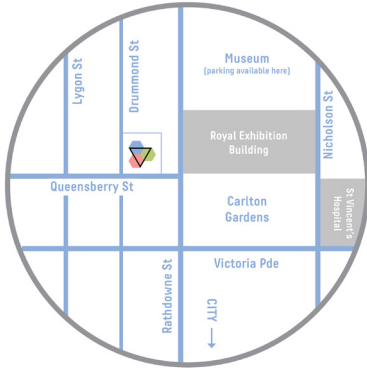 Lygon St
Drummond St
Museum
(parking available here)
Nicholson St
Royal Exhibition
Building
Queensberry St
Carlton
Gardens
St Vincent's
Hospital
Rathdowne St
Victoria Pde
CITY